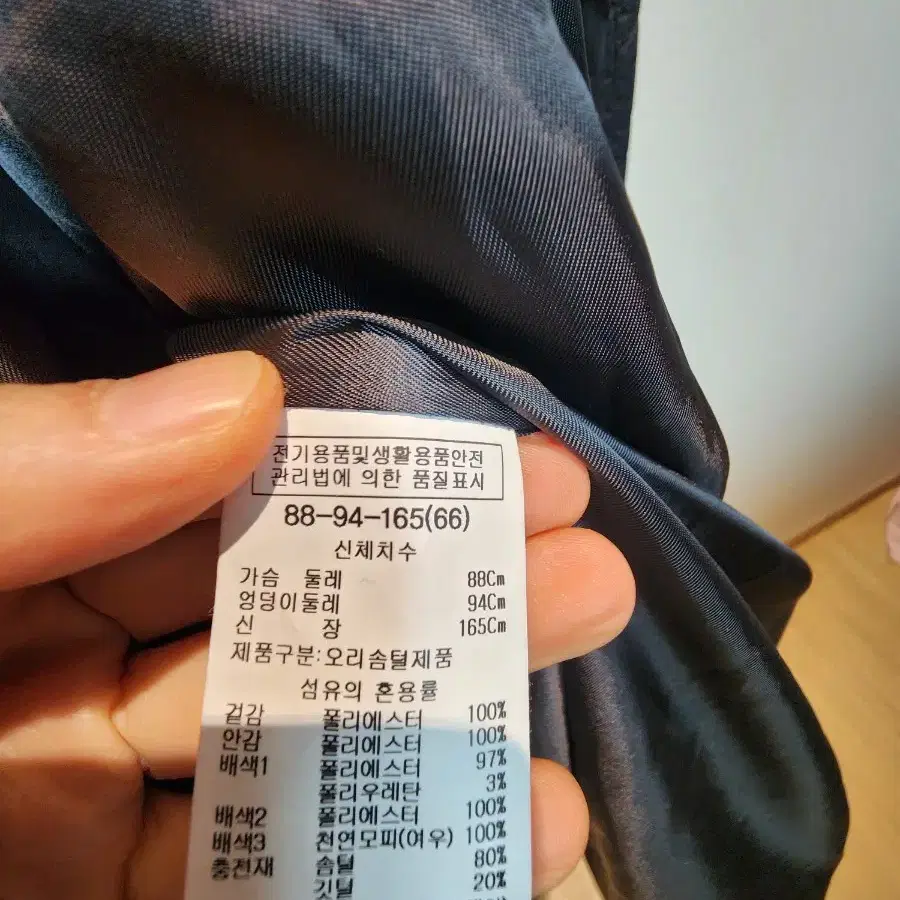 전기용품및생활용품안전
관리법에 의한 품질표시
88-94-165(66)
신체치수
가슴 둘레 88Cm
엉덩이둘레 94Cm
신 장 165Cm
제품구분:오리솜털제품
섬유의 혼용률
겉감 폴리에스터 100%
안감 폴리에스터 100%
배색1 폴리에스터 97%
폴리우레탄 3%
배색2 폴리에스터 100%
배색3 천연모피(여우) 100%
충전재 솜털 80%
깃털 20%